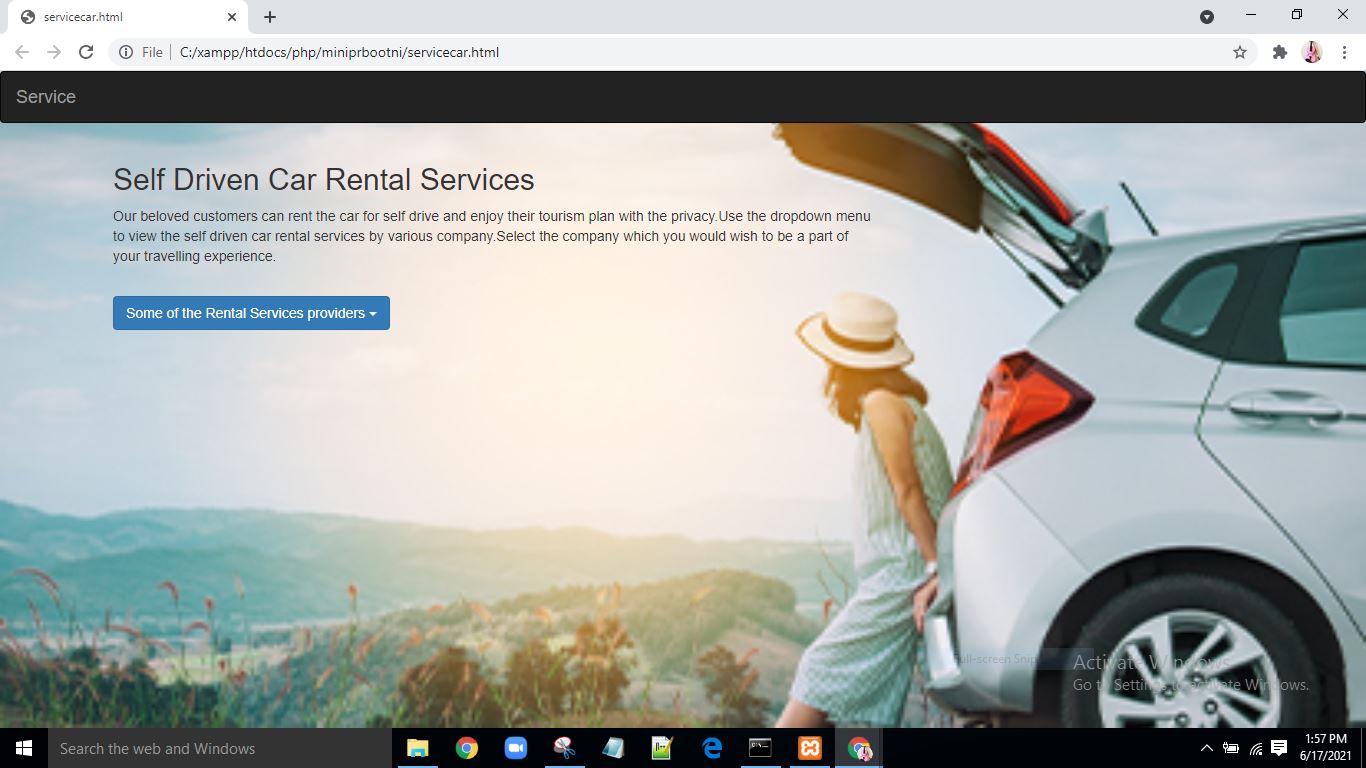 servicecar.html
File
C:/xampp/htdocs/php/miniprbootni/servicecar.html
Service
Self Driven Car Rental Services
Our beloved customers can rent the car for self drive and enjoy their tourism plan with the privacy.Use the dropdown menu
to view the self driven car rental services by various company.Select the company which you would wish to be a part of
your travelling experience.
Some of the Rental Services providers
Full-screen Snip
Activate Windows
Go to Settings to activate Windows.
Search the web and Windows
1:57 PM
6/17/2021